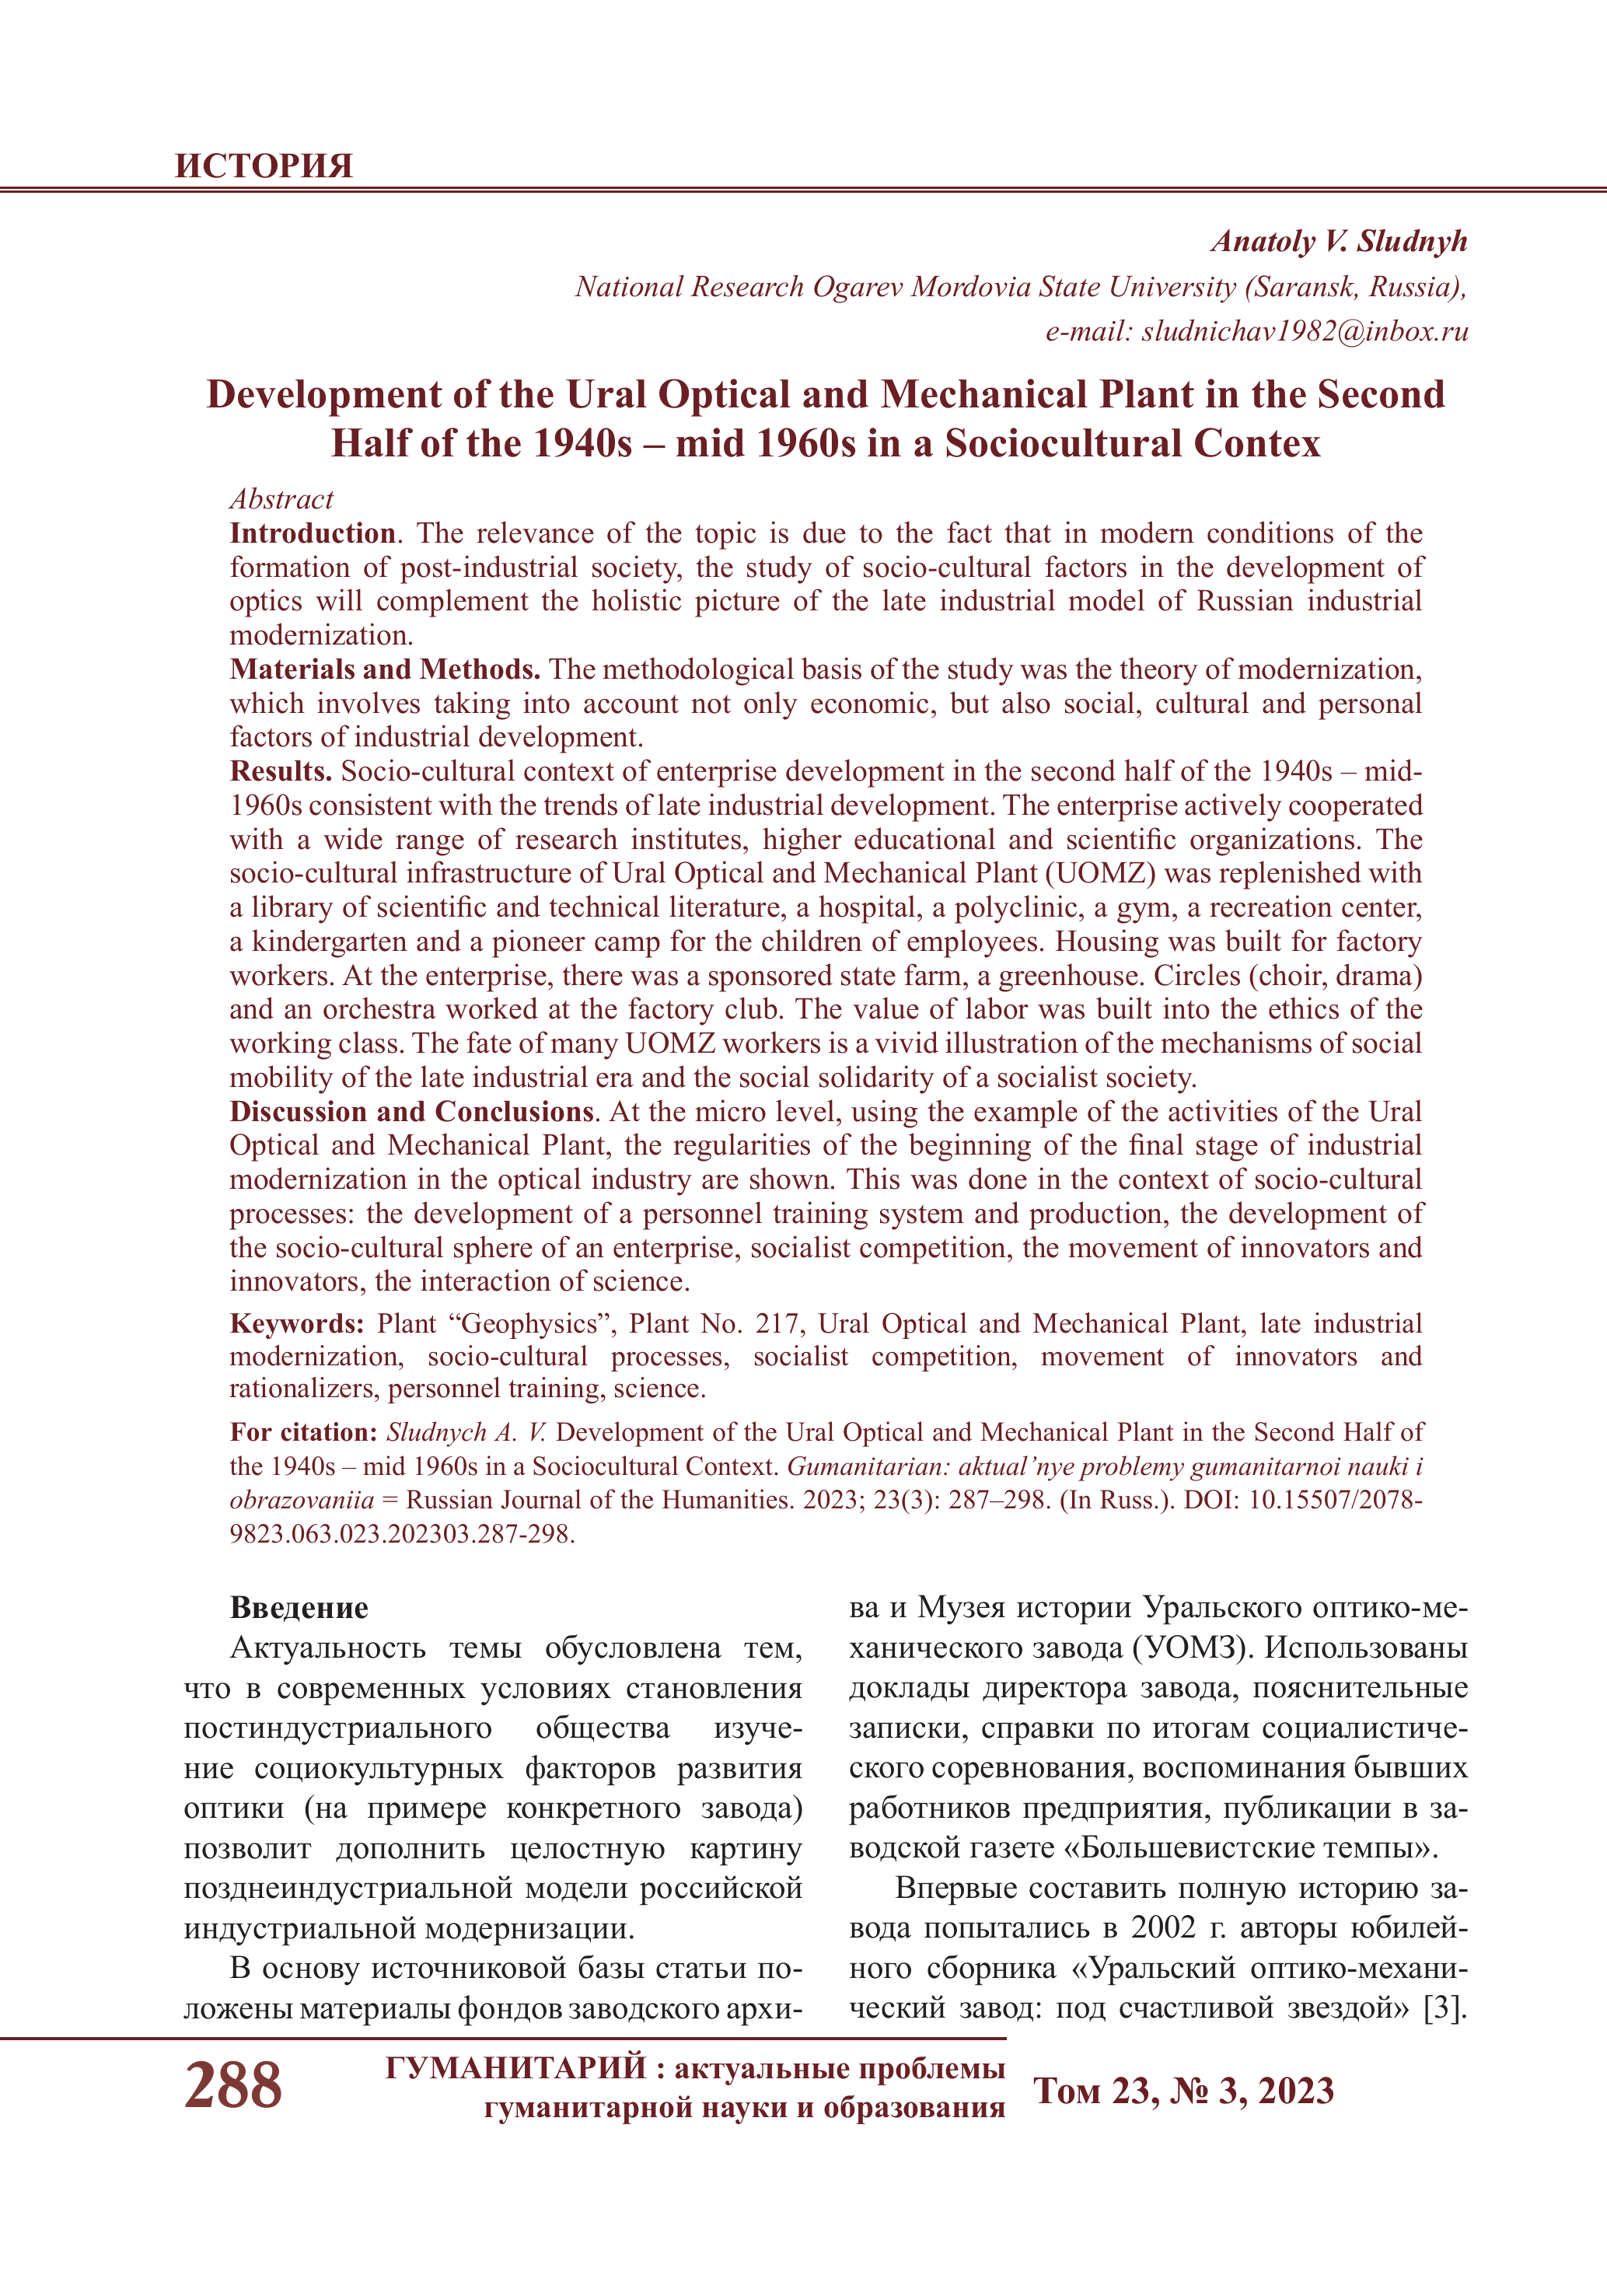 ИСТОРИЯ
Anatoly V. Sludnyh
National Research Ogarev Mordovia State University (Saransk, Russia),
e-mail: sludnichav1982@inbox.ru
Development of the Ural Optical and Mechanical Plant in the Second
Half of the 1940s – mid 1960s in a Sociocultural Contex
Abstract
Introduction. The relevance of the topic is due to the fact that in modern conditions of the
formation of post-industrial society, the study of socio-cultural factors in the development of
optics will complement the holistic picture of the late industrial model of Russian industrial
modernization.
Materials and Methods. The methodological basis of the study was the theory of modernization,
which involves taking into account not only economic, but also social, cultural and personal
factors of industrial development.
Results. Socio-cultural context of enterprise development in the second half of the 1940s – mid-
1960s consistent with the trends of late industrial development. The enterprise actively cooperated
with a wide range of research institutes, higher educational and scientific organizations. The
socio-cultural infrastructure of Ural Optical and Mechanical Plant (UOMZ) was replenished with
a library of scientific and technical literature, a hospital, a polyclinic, a gym, a recreation center,
a kindergarten and a pioneer camp for the children of employees. Housing was built for factory
workers. At the enterprise, there was a sponsored state farm, a greenhouse. Circles (choir, drama)
and an orchestra worked at the factory club. The value of labor was built into the ethics of the
working class. The fate of many UOMZ workers is a vivid illustration of the mechanisms of social
mobility of the late industrial era and the social solidarity of a socialist society.
Discussion and Conclusions. At the micro level, using the example of the activities of the Ural
Optical and Mechanical Plant, the regularities of the beginning of the final stage of industrial
modernization in the optical industry are shown. This was done in the context of socio-cultural
processes: the development of a personnel training system and production, the development of
the socio-cultural sphere of an enterprise, socialist competition, the movement of innovators and
innovators, the interaction of science.
Keywords: Plant “Geophysics”, Plant No. 217, Ural Optical and Mechanical Plant, late industrial
modernization, socio-cultural processes, socialist competition, movement of innovators and
rationalizers, personnel training, science.
For citation: Sludnych A. V. Development of the Ural Optical and Mechanical Plant in the Second Half of
the 1940s – mid 1960s in a Sociocultural Context. Gumanitarian: aktual’nye problemy gumanitarnoi nauki i
obrazovaniia = Russian Journal of the Humanities. 2023; 23(3): 287–298. (In Russ.). DOI: 10.15507/2078-
9823.063.023.202303.287-298.
Введение
Актуальность темы обусловлена тем,
что в современных условиях становления
постиндустриального общества изуче-
ние социокультурных факторов развития
оптики (на примере конкретного завода)
позволит дополнить целостную картину
позднеиндустриальной модели российской
индустриальной модернизации.
В основу источниковой базы статьи по-
ложены материалы фондов заводского архи-
ва и Музея истории Уральского оптико-ме-
ханического завода (УОМЗ). Использованы
доклады директора завода, пояснительные
записки, справки по итогам социалистиче-
ского соревнования, воспоминания бывших
работников предприятия, публикации в за-
водской газете «Большевистские темпы».
Впервые составить полную историю за-
вода попытались в 2002 г. авторы юбилей-
ного сборника «Уральский оптико-механи-
ческий завод: под счастливой звездой» [3].
288
ГУМАНИТАРИЙ : актуальные проблемы
гуманитарной науки и образования
Том 23, № 3, 2023